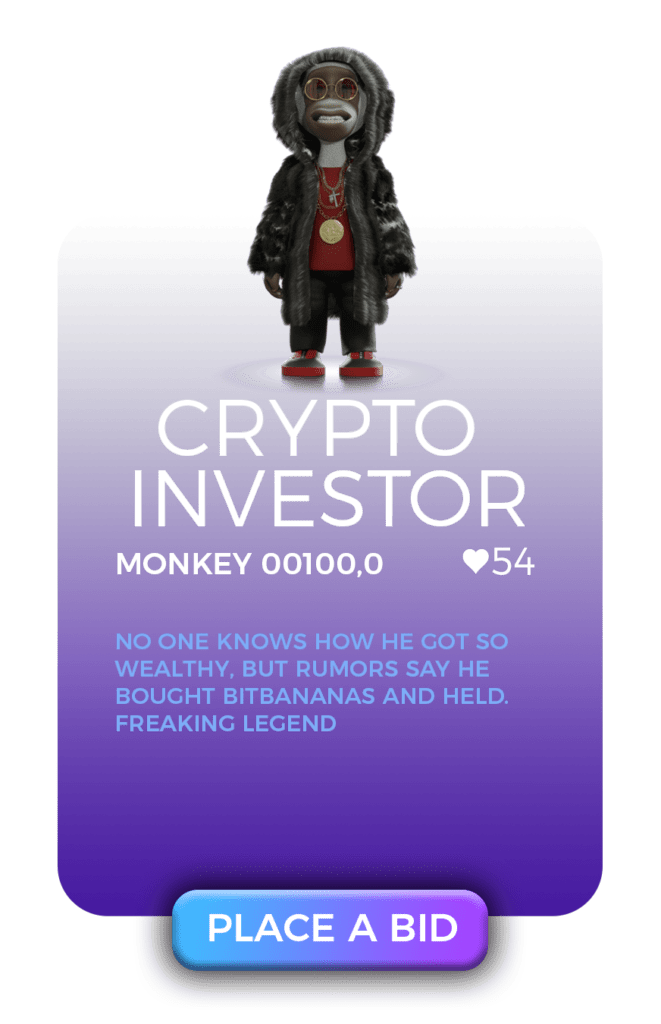 CRYPTO
INVESTOR
MONKEY 00100,0
54
NO ONE KNOWS HOW HE GOT SO
WEALTHY, BUT RUMORS SAY HE
BOUGHT BITBANANAS AND HELD.
FREAKING LEGEND
PLACE A BID